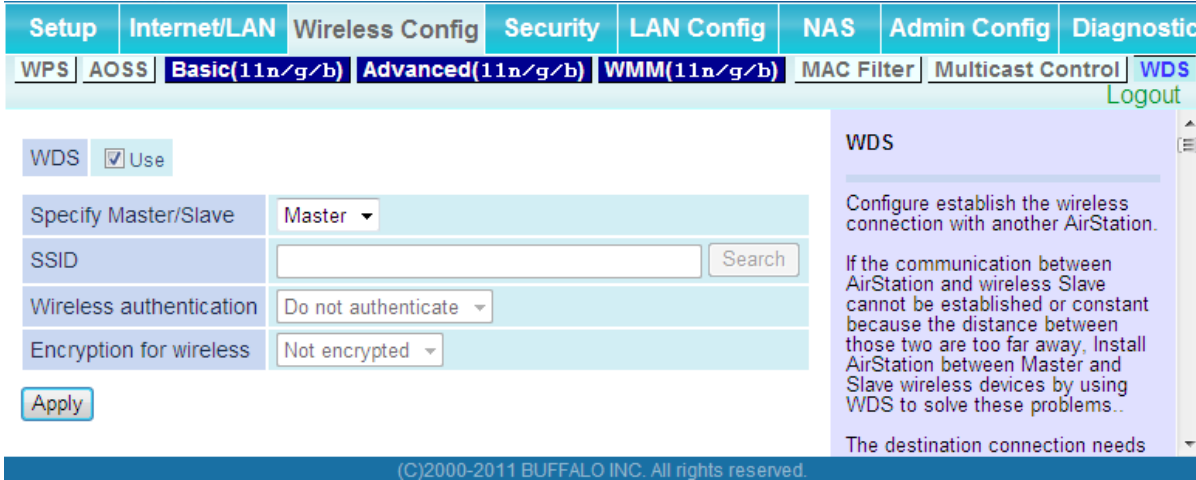 Setup Internet/LAN Wireless Config Security LAN Config NAS Admin Config Diagnostic
WPS AOSS Basic(11n/g/b) Advanced(11n/g/b) WMM(11n/g/b) MAC Filter Multicast Control WDS
Logout
WDS Use
Specify Master/Slave Master
SSID Search
Wireless authentication Do not authenticate
Encryption for wireless Not encrypted
Apply
WDS
Configure establish the wireless
connection with another AirStation.
If the communication between
AirStation and wireless Slave
cannot be established or constant
because the distance between
those two are too far away, Install
AirStation between Master and
Slave wireless devices by using
WDS to solve these problems..
The destination connection needs
(C)2000-2011 BUFFALO INC. All rights reserved.